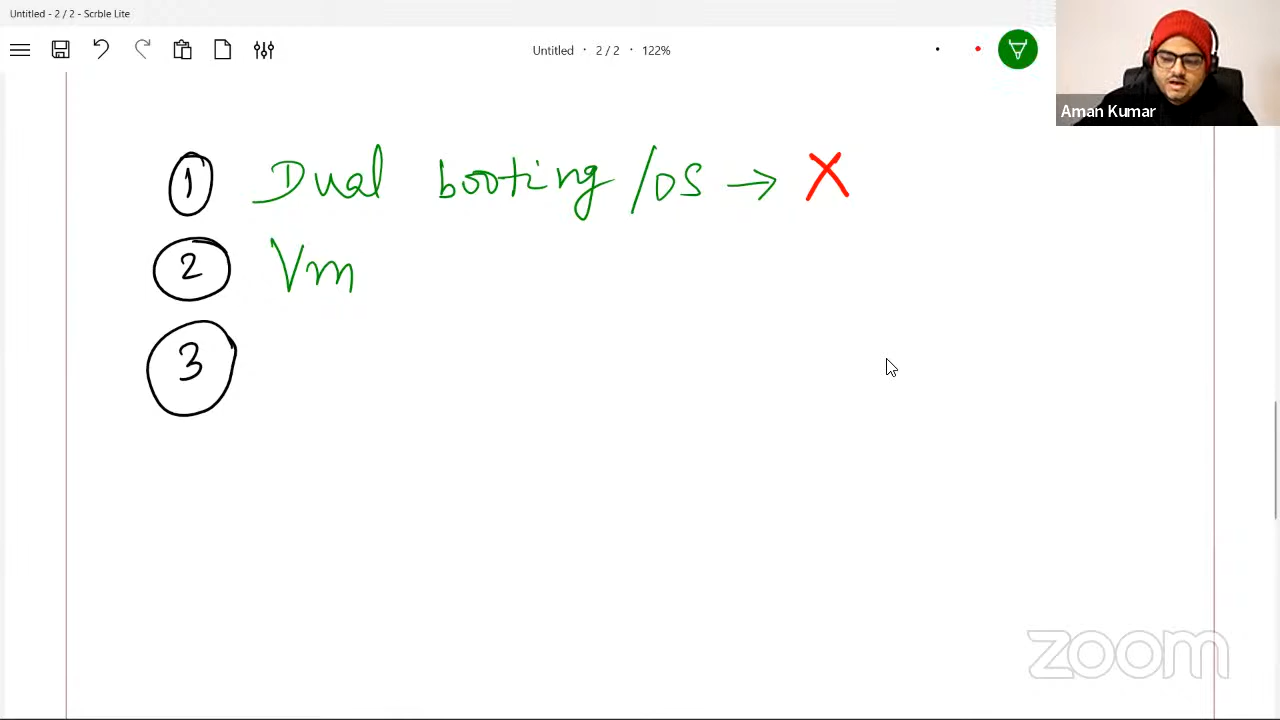 Untitled - 2 / 2 - Scrble Lite
Untitled · 2 / 2 · 122%
Aman Kumar
1 Dual booting /OS → X
2 Vm
3
zoom